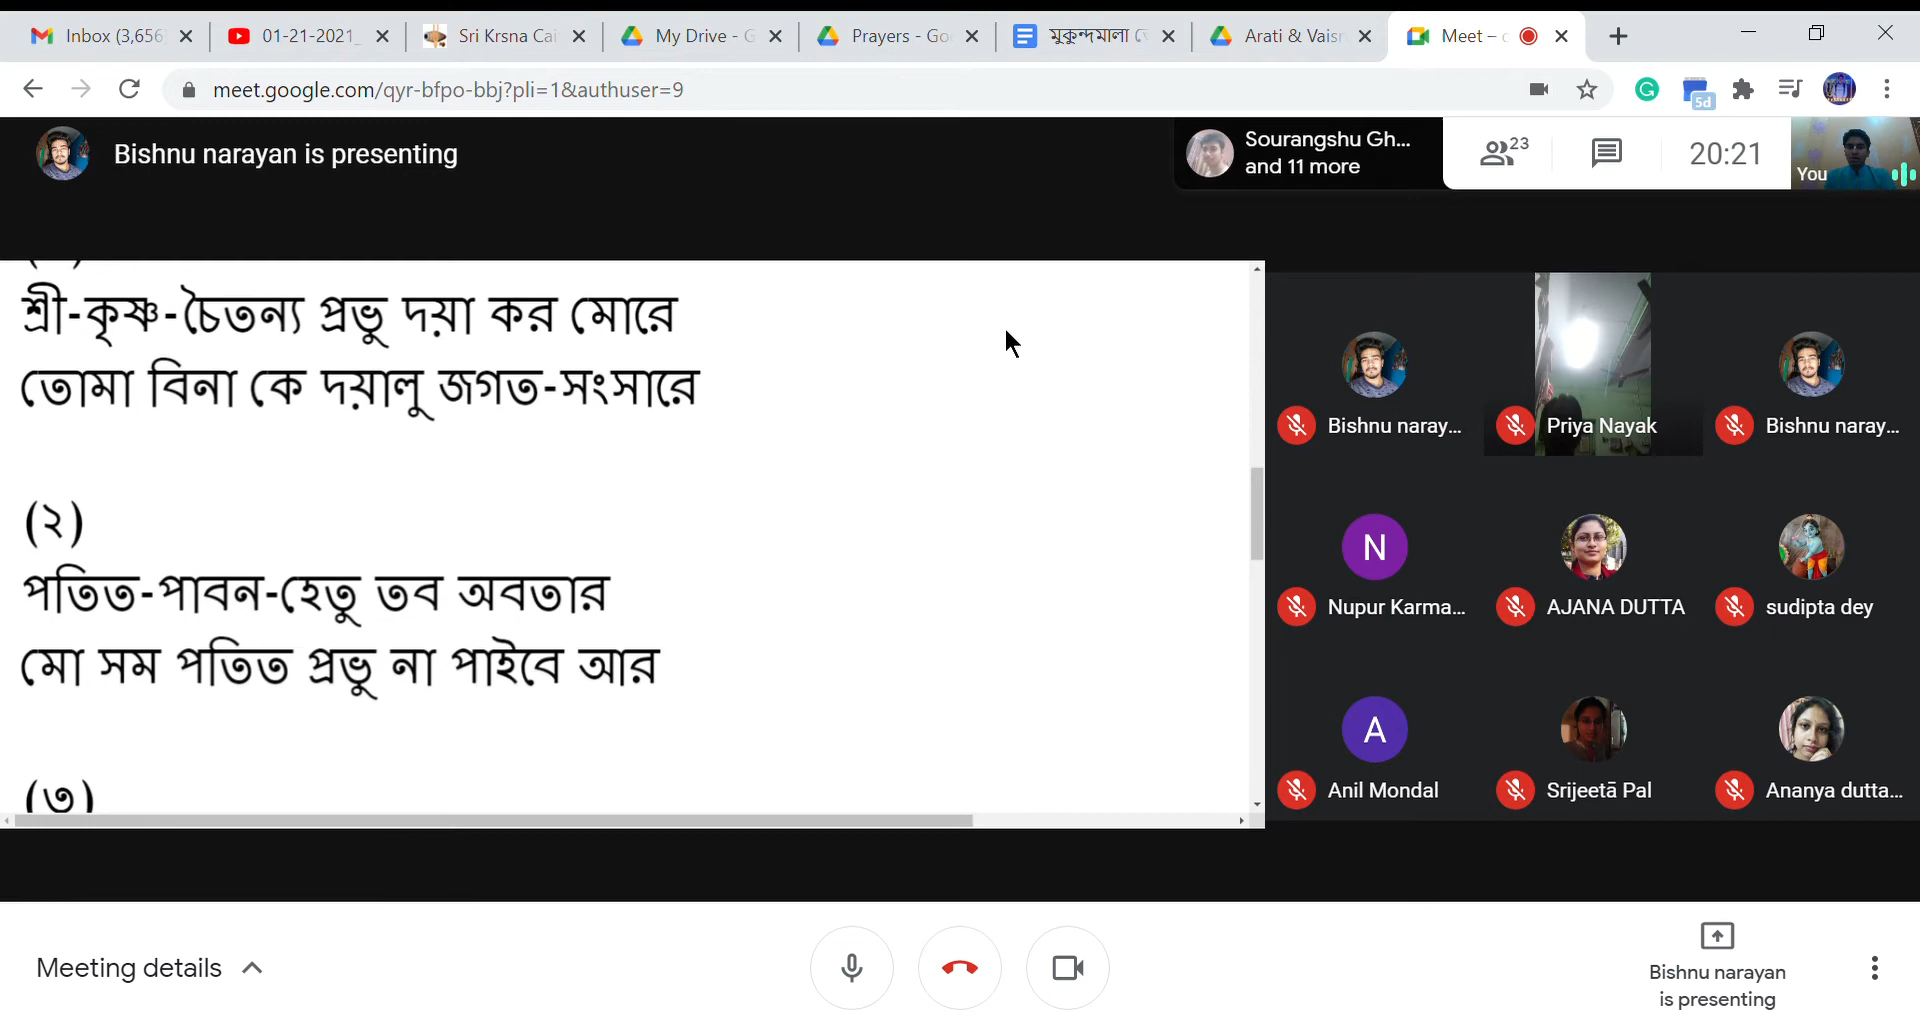 Inbox (3,656
01-21-2021_
Sri Krsna Cai
My Drive - G
Prayers - Go
মুকুন্দমালা
Arati & Vaisn
Meet –
meet.google.com/qyr-bfpo-bbj?pli=1&authuser=9
5d
Bishnu narayan is presenting
Sourangshu Gh...
and 11 more
23
20:21
You
শ্রী-কৃষ্ণ-চৈতন্য প্রভু দয়া কর মোরে
তোমা বিনা কে দয়ালু জগত-সংসারে
(২)
পতিত-পাবন-হেতু তব অবতার
মো সম পতিত প্রভু না পাইবে আর
(৩)
Bishnu naray...
Priya Nayak
Bishnu naray...
N
Nupur Karma...
AJANA DUTTA
sudipta dey
A
Anil Mondal
Srijeetā Pal
Ananya dutta...
Meeting details
Bishnu narayan
is presenting